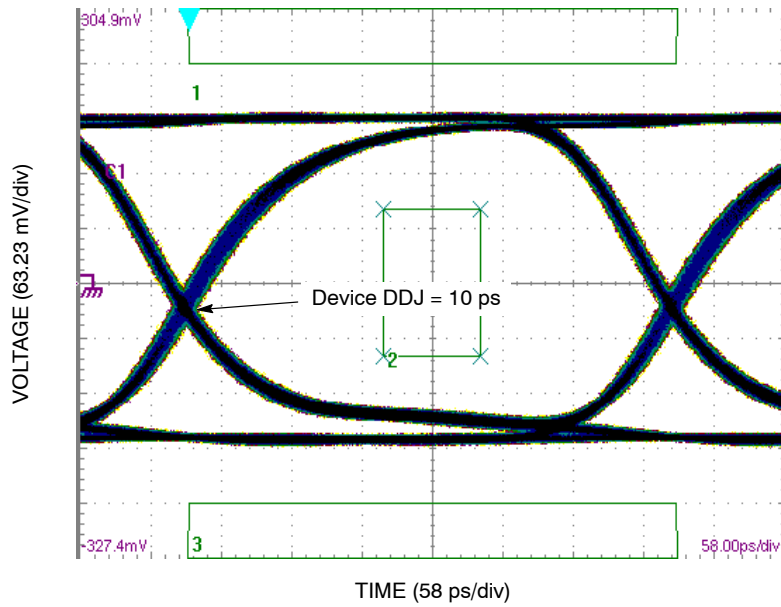 304.9mV
1
C1
VOLTAGE (63.23 mV/div)
Device DDJ = 10 ps
2
-327.4mV
3
58.00ps/div
TIME (58 ps/div)